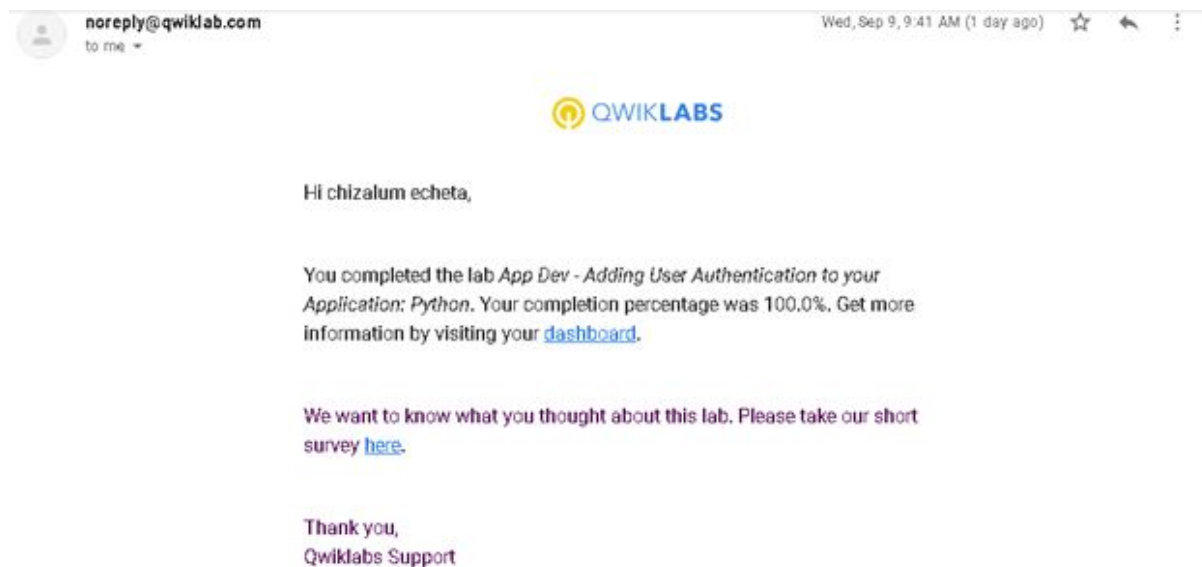 noreply@qwiklab.com
Wed, Sep 9, 9:41 AM (1 day ago)
to me
QWIKLABS
Hi chizalum echeta,
You completed the lab App Dev - Adding User Authentication to your
Application: Python. Your completion percentage was 100.0%. Get more
information by visiting your dashboard.
We want to know what you thought about this lab. Please take our short
survey here.
Thank you,
Qwiklabs Support